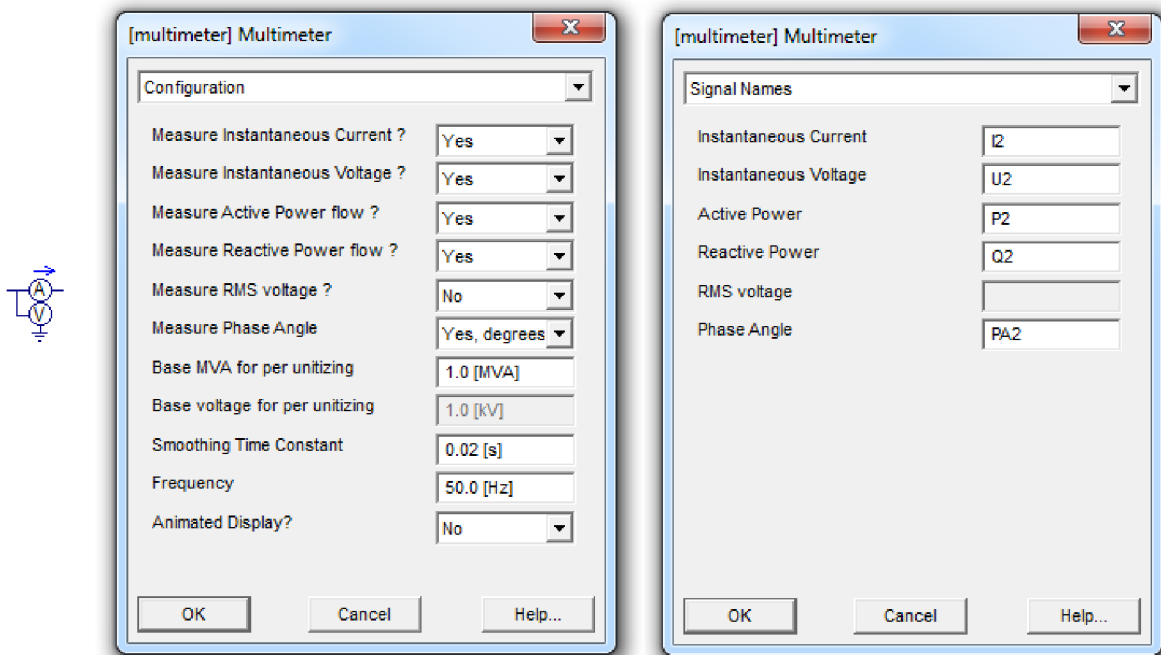 [multimeter] Multimeter
Configuration
Measure Instantaneous Current ? Yes
Measure Instantaneous Voltage ? Yes
Measure Active Power flow ? Yes
Measure Reactive Power flow ? Yes
Measure RMS voltage ? No
Measure Phase Angle Yes, degrees
Base MVA for per unitizing 1.0 [MVA]
Base voltage for per unitizing 1.0 [kV]
Smoothing Time Constant 0.02 [s]
Frequency 50.0 [Hz]
Animated Display? No
OK Cancel Help...
A
V
[multimeter] Multimeter
Signal Names
Instantaneous Current I2
Instantaneous Voltage U2
Active Power P2
Reactive Power Q2
RMS voltage
Phase Angle PA2
OK Cancel Help...